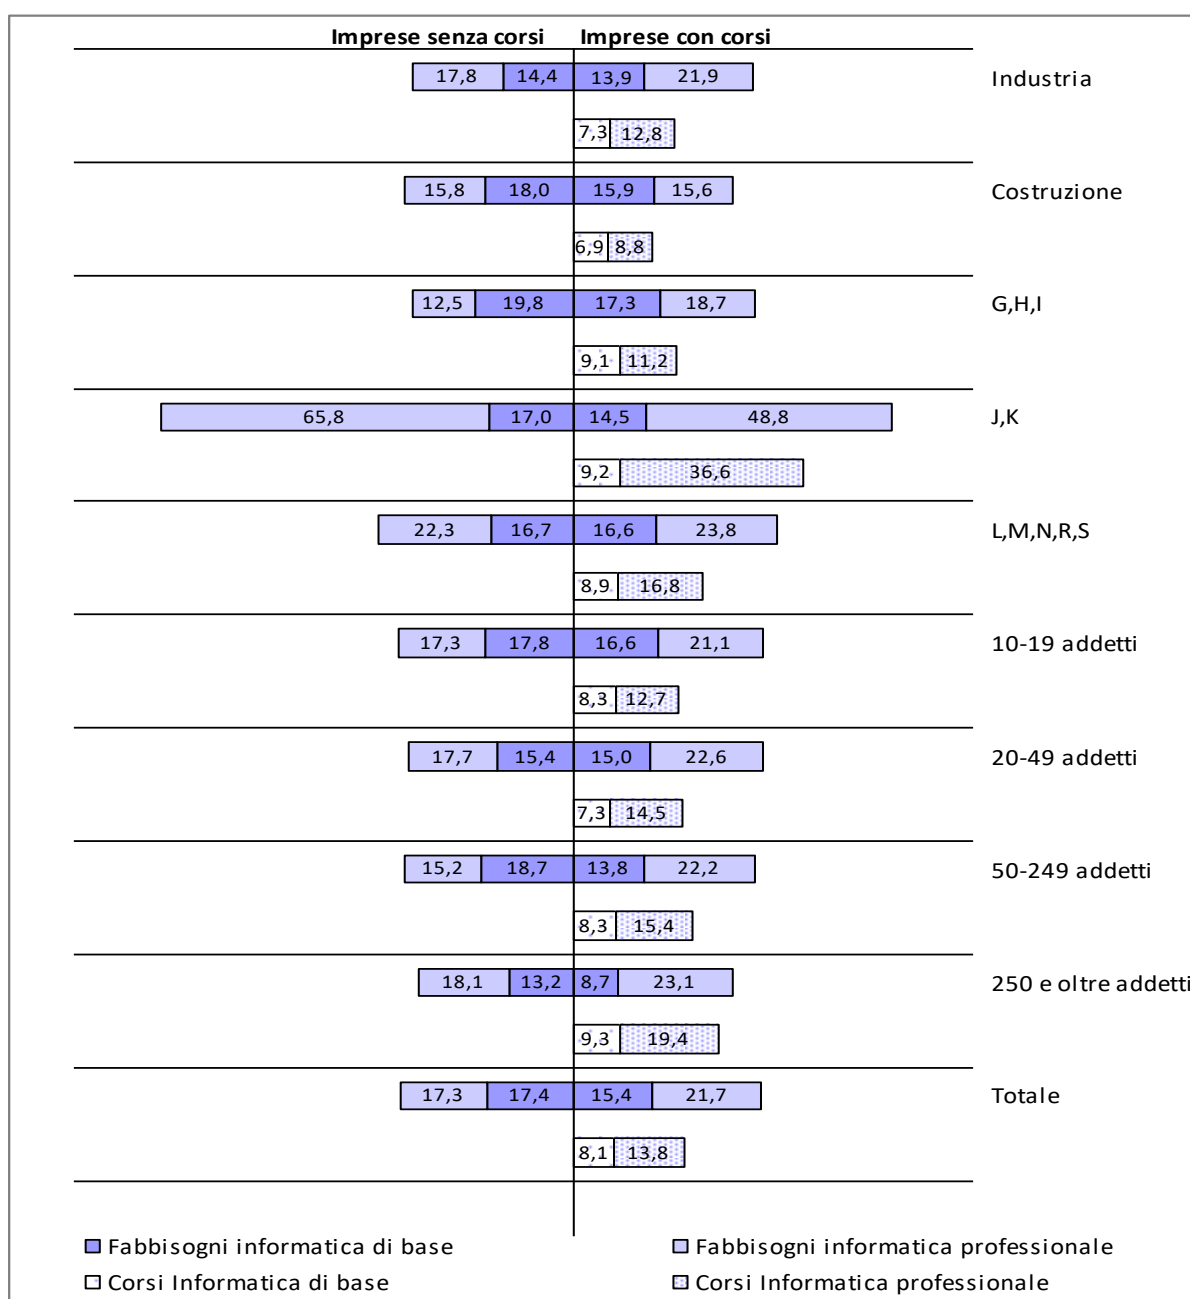 Imprese senza corsi Imprese con corsi
17,8 14,4 13,9 21,9 Industria
7,3 12,8
15,8 18,0 15,9 15,6 Costruzione
6,9 8,8
12,5 19,8 17,3 18,7 G,H,I
9,1 11,2
65,8 17,0 14,5 48,8 J,K
9,2 36,6
22,3 16,7 16,6 23,8 L,M,N,R,S
8,9 16,8
17,3 17,8 16,6 21,1 10-19 addetti
8,3 12,7
17,7 15,4 15,0 22,6 20-49 addetti
7,3 14,5
15,2 18,7 13,8 22,2 50-249 addetti
8,3 15,4
18,1 13,2 8,7 23,1 250 e oltre addetti
9,3 19,4
17,3 17,4 15,4 21,7 Totale
8,1 13,8
Fabbisogni informatica di base Fabbisogni informatica professionale
Corsi Informatica di base Corsi Informatica professionale